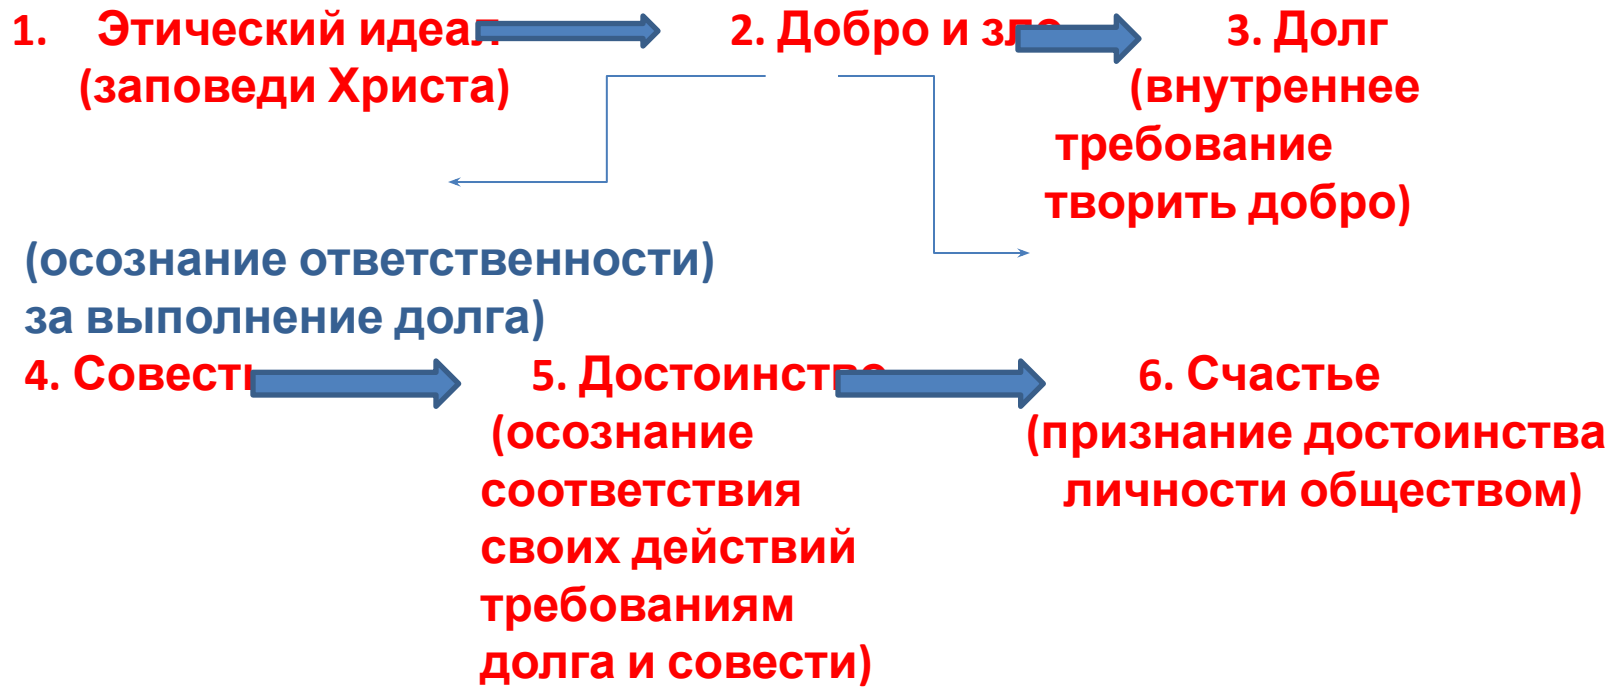 1. Этический идеал 2. Добро и зло 3. Долг
(заповеди Христа) (внутреннее
требование
творить добро)
(осознание ответственности)
за выполнение долга)
4. Совесть 5. Достоинство 6. Счастье
(осознание (признание достоинства
соответствия личности обществом)
своих действий
требованиям
долга и совести)